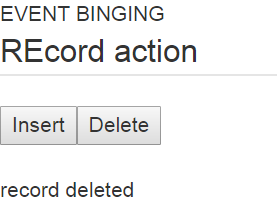 EVENT BINGING
REcord action
Insert Delete
record deleted